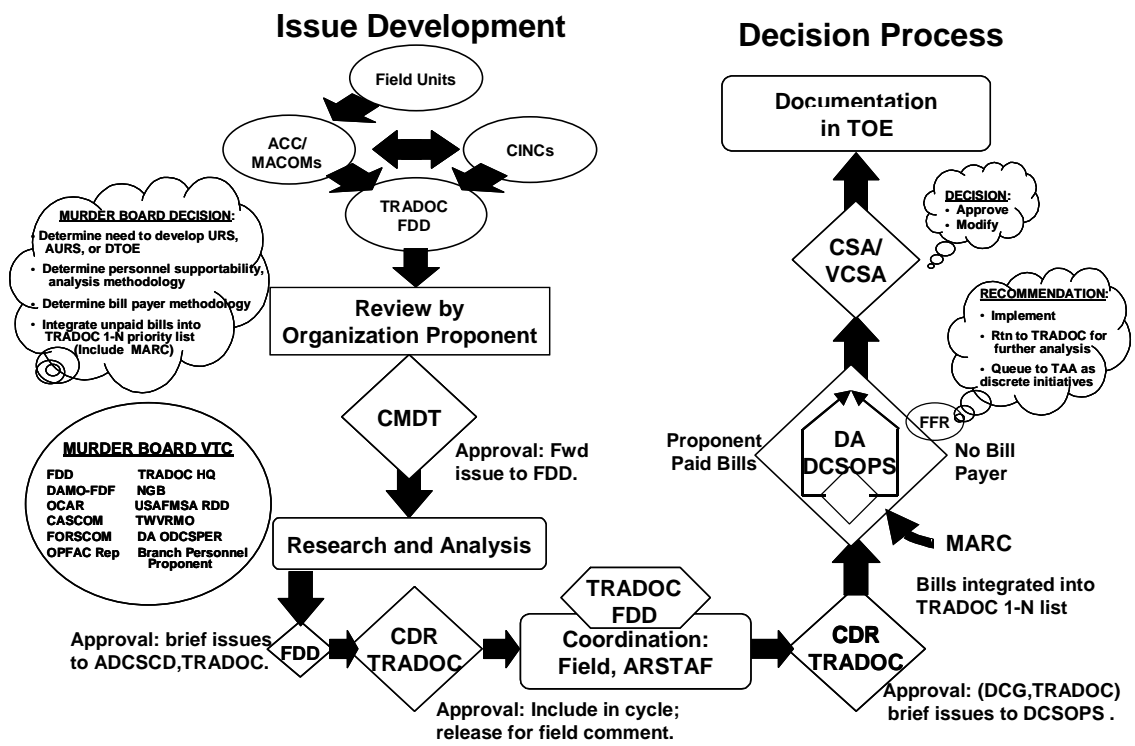 Issue Development
Field Units
ACC/
MACOMs
CINCs
TRADOC
FDD
MURDER BOARD DECISION:
• Determine need to develop URS,
AURS, or DTOE
• Determine personnel supportability,
analysis methodology
• Determine bill payer methodology
• Integrate unpaid bills into
TRADOC 1-N priority list
(Include MARC)
Review by
Organization Proponent
CMDT
Approval: Fwd
issue to FDD.
MURDER BOARD VTC
FDD TRADOC HQ
DAMO-FDF NGB
OCAR USAFMSA RDD
CASCOM TWVRMO
FORSCOM DA ODCSPER
OPFAC Rep Branch Personnel
Proponent
Research and Analysis
Approval: brief issues
to ADCSCD,TRADOC.
FDD
CDR
TRADOC
Approval: Include in cycle;
release for field comment.
TRADOC
FDD
Coordination:
Field, ARSTAF
Decision Process
Documentation
in TOE
DECISION:
• Approve
• Modify
CSA/
VCSA
RECOMMENDATION:
• Implement
• Rtn to TRADOC for
further analysis
• Queue to TAA as
discrete initiatives
FFR
Proponent
Paid Bills
DA
DCSOPS
No Bill
Payer
MARC
Bills integrated into
TRADOC 1-N list
CDR
TRADOC
Approval: (DCG,TRADOC)
brief issues to DCSOPS .